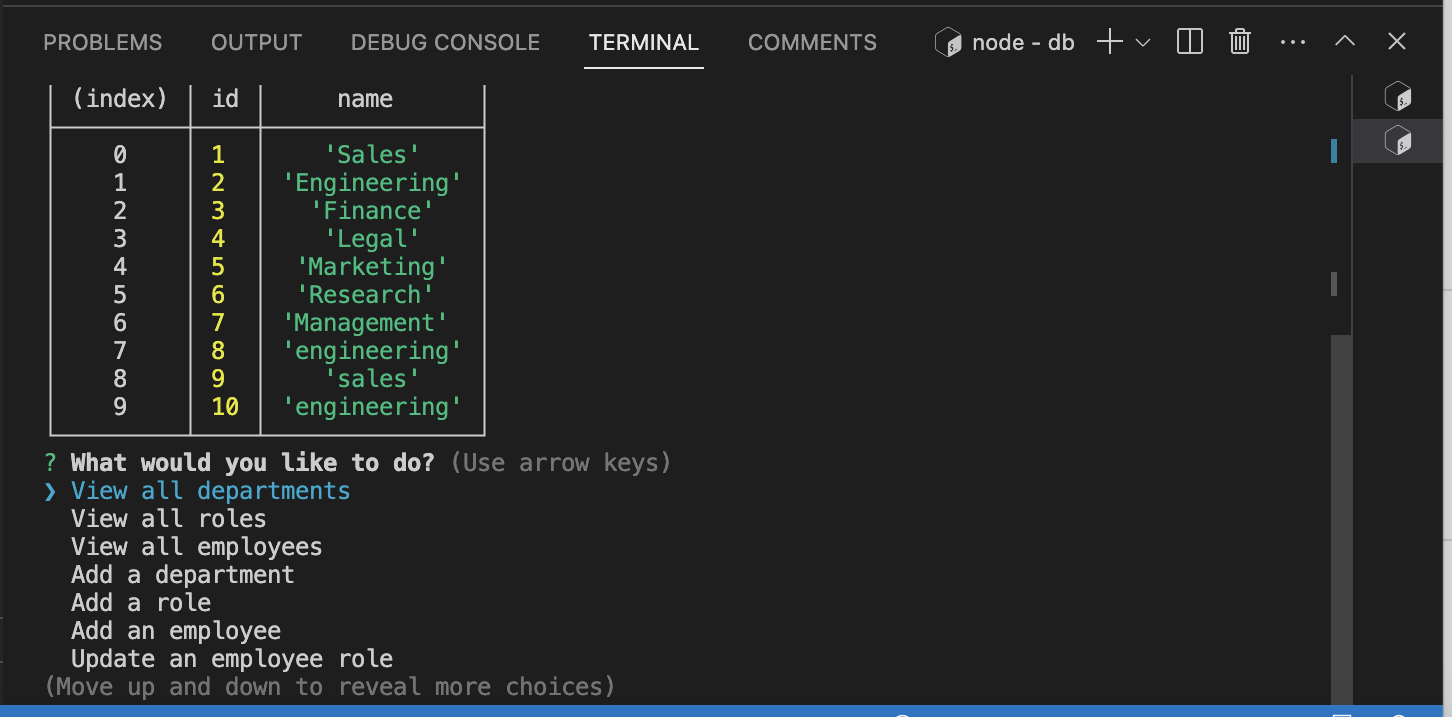 PROBLEMS OUTPUT DEBUG CONSOLE TERMINAL COMMENTS node - db
(index) id name
0 1 'Sales'
1 2 'Engineering'
2 3 'Finance'
3 4 'Legal'
4 5 'Marketing'
5 6 'Research'
6 7 'Management'
7 8 'engineering'
8 9 'sales'
9 10 'engineering'
? What would you like to do? (Use arrow keys)
❯ View all departments
View all roles
View all employees
Add a department
Add a role
Add an employee
Update an employee role
(Move up and down to reveal more choices)